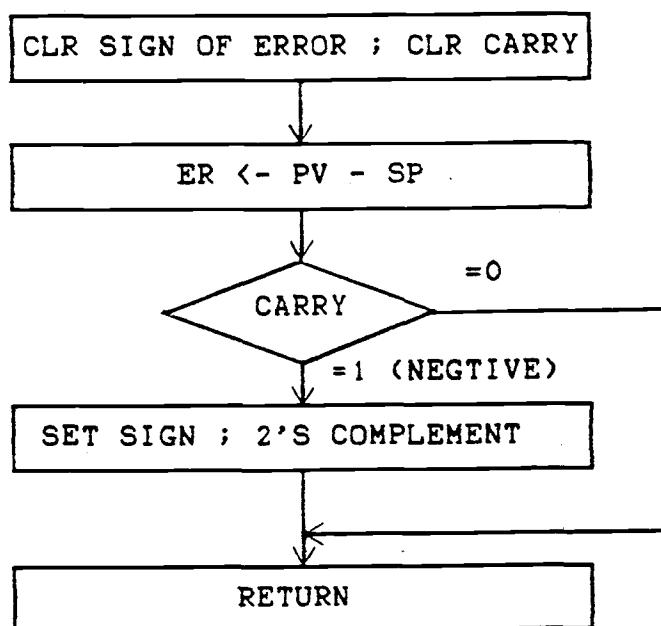 CLR SIGN OF ERROR ; CLR CARRY
ER <- PV - SP
=0
CARRY
=1 (NEGTIVE)
SET SIGN ; 2'S COMPLEMENT
RETURN